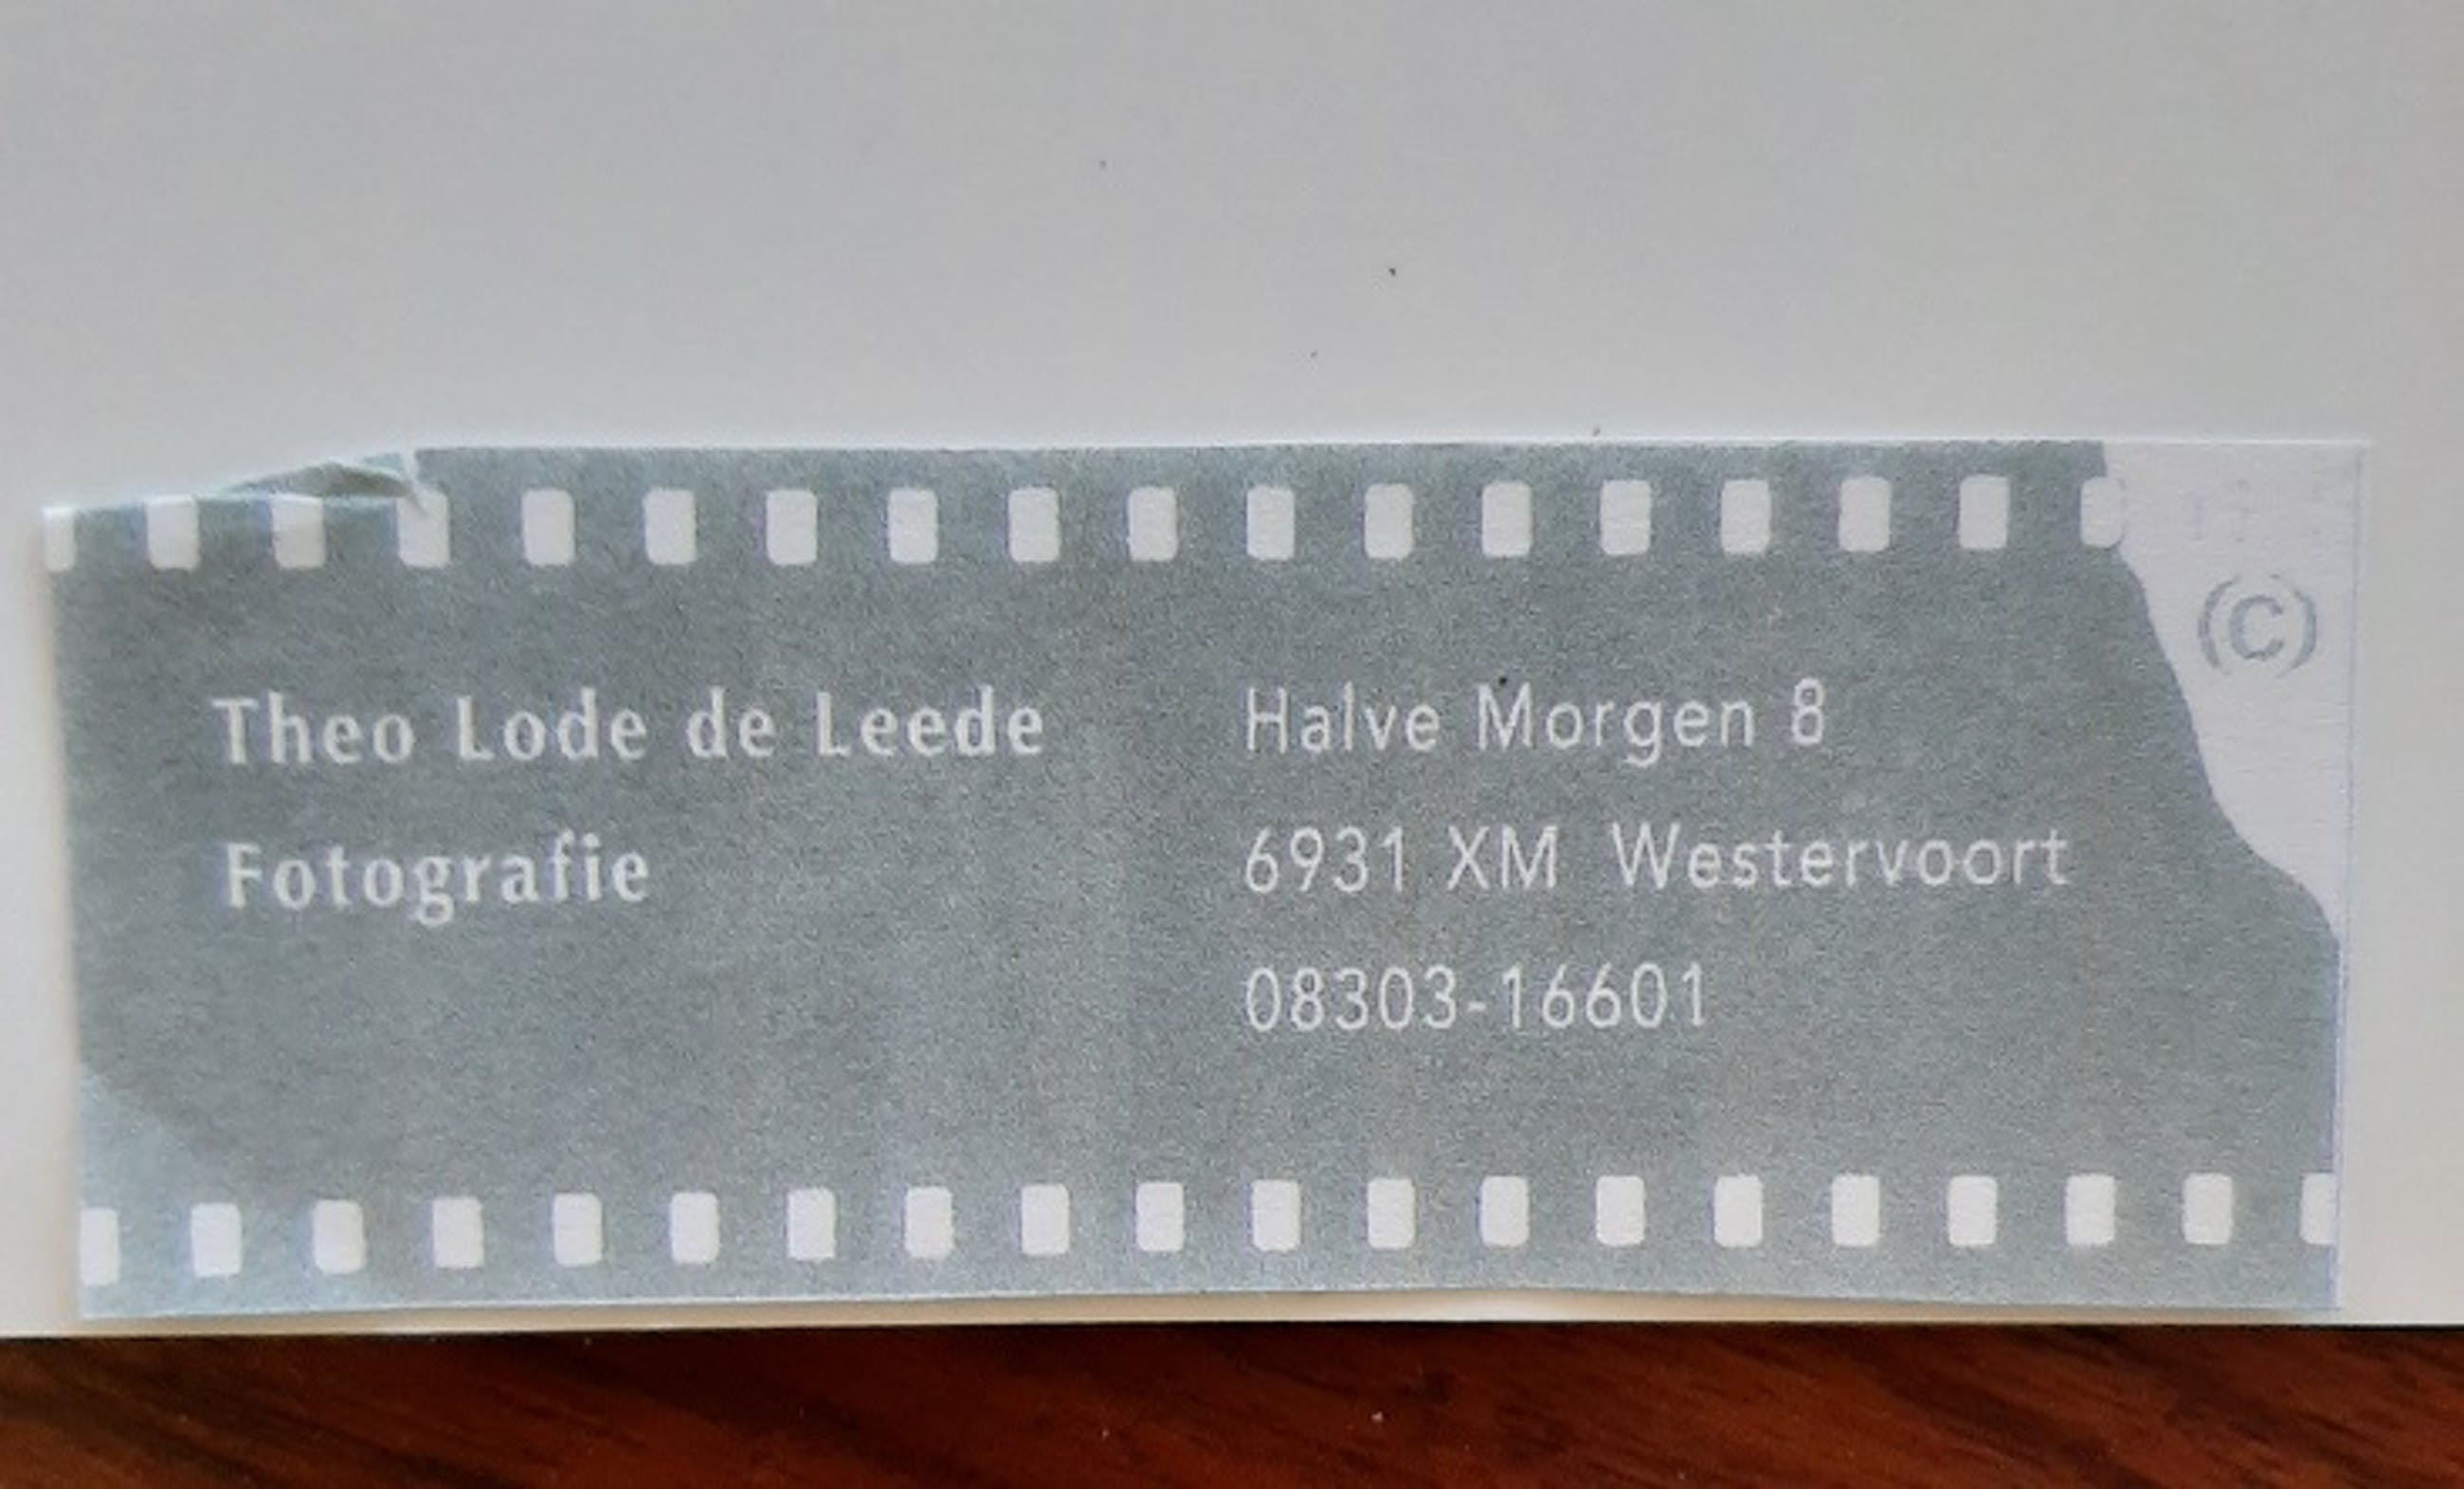 Theo Lode de Leede
Fotografie
Halve Morgen 8
6931 XM Westervoort
08303-16601
(C)